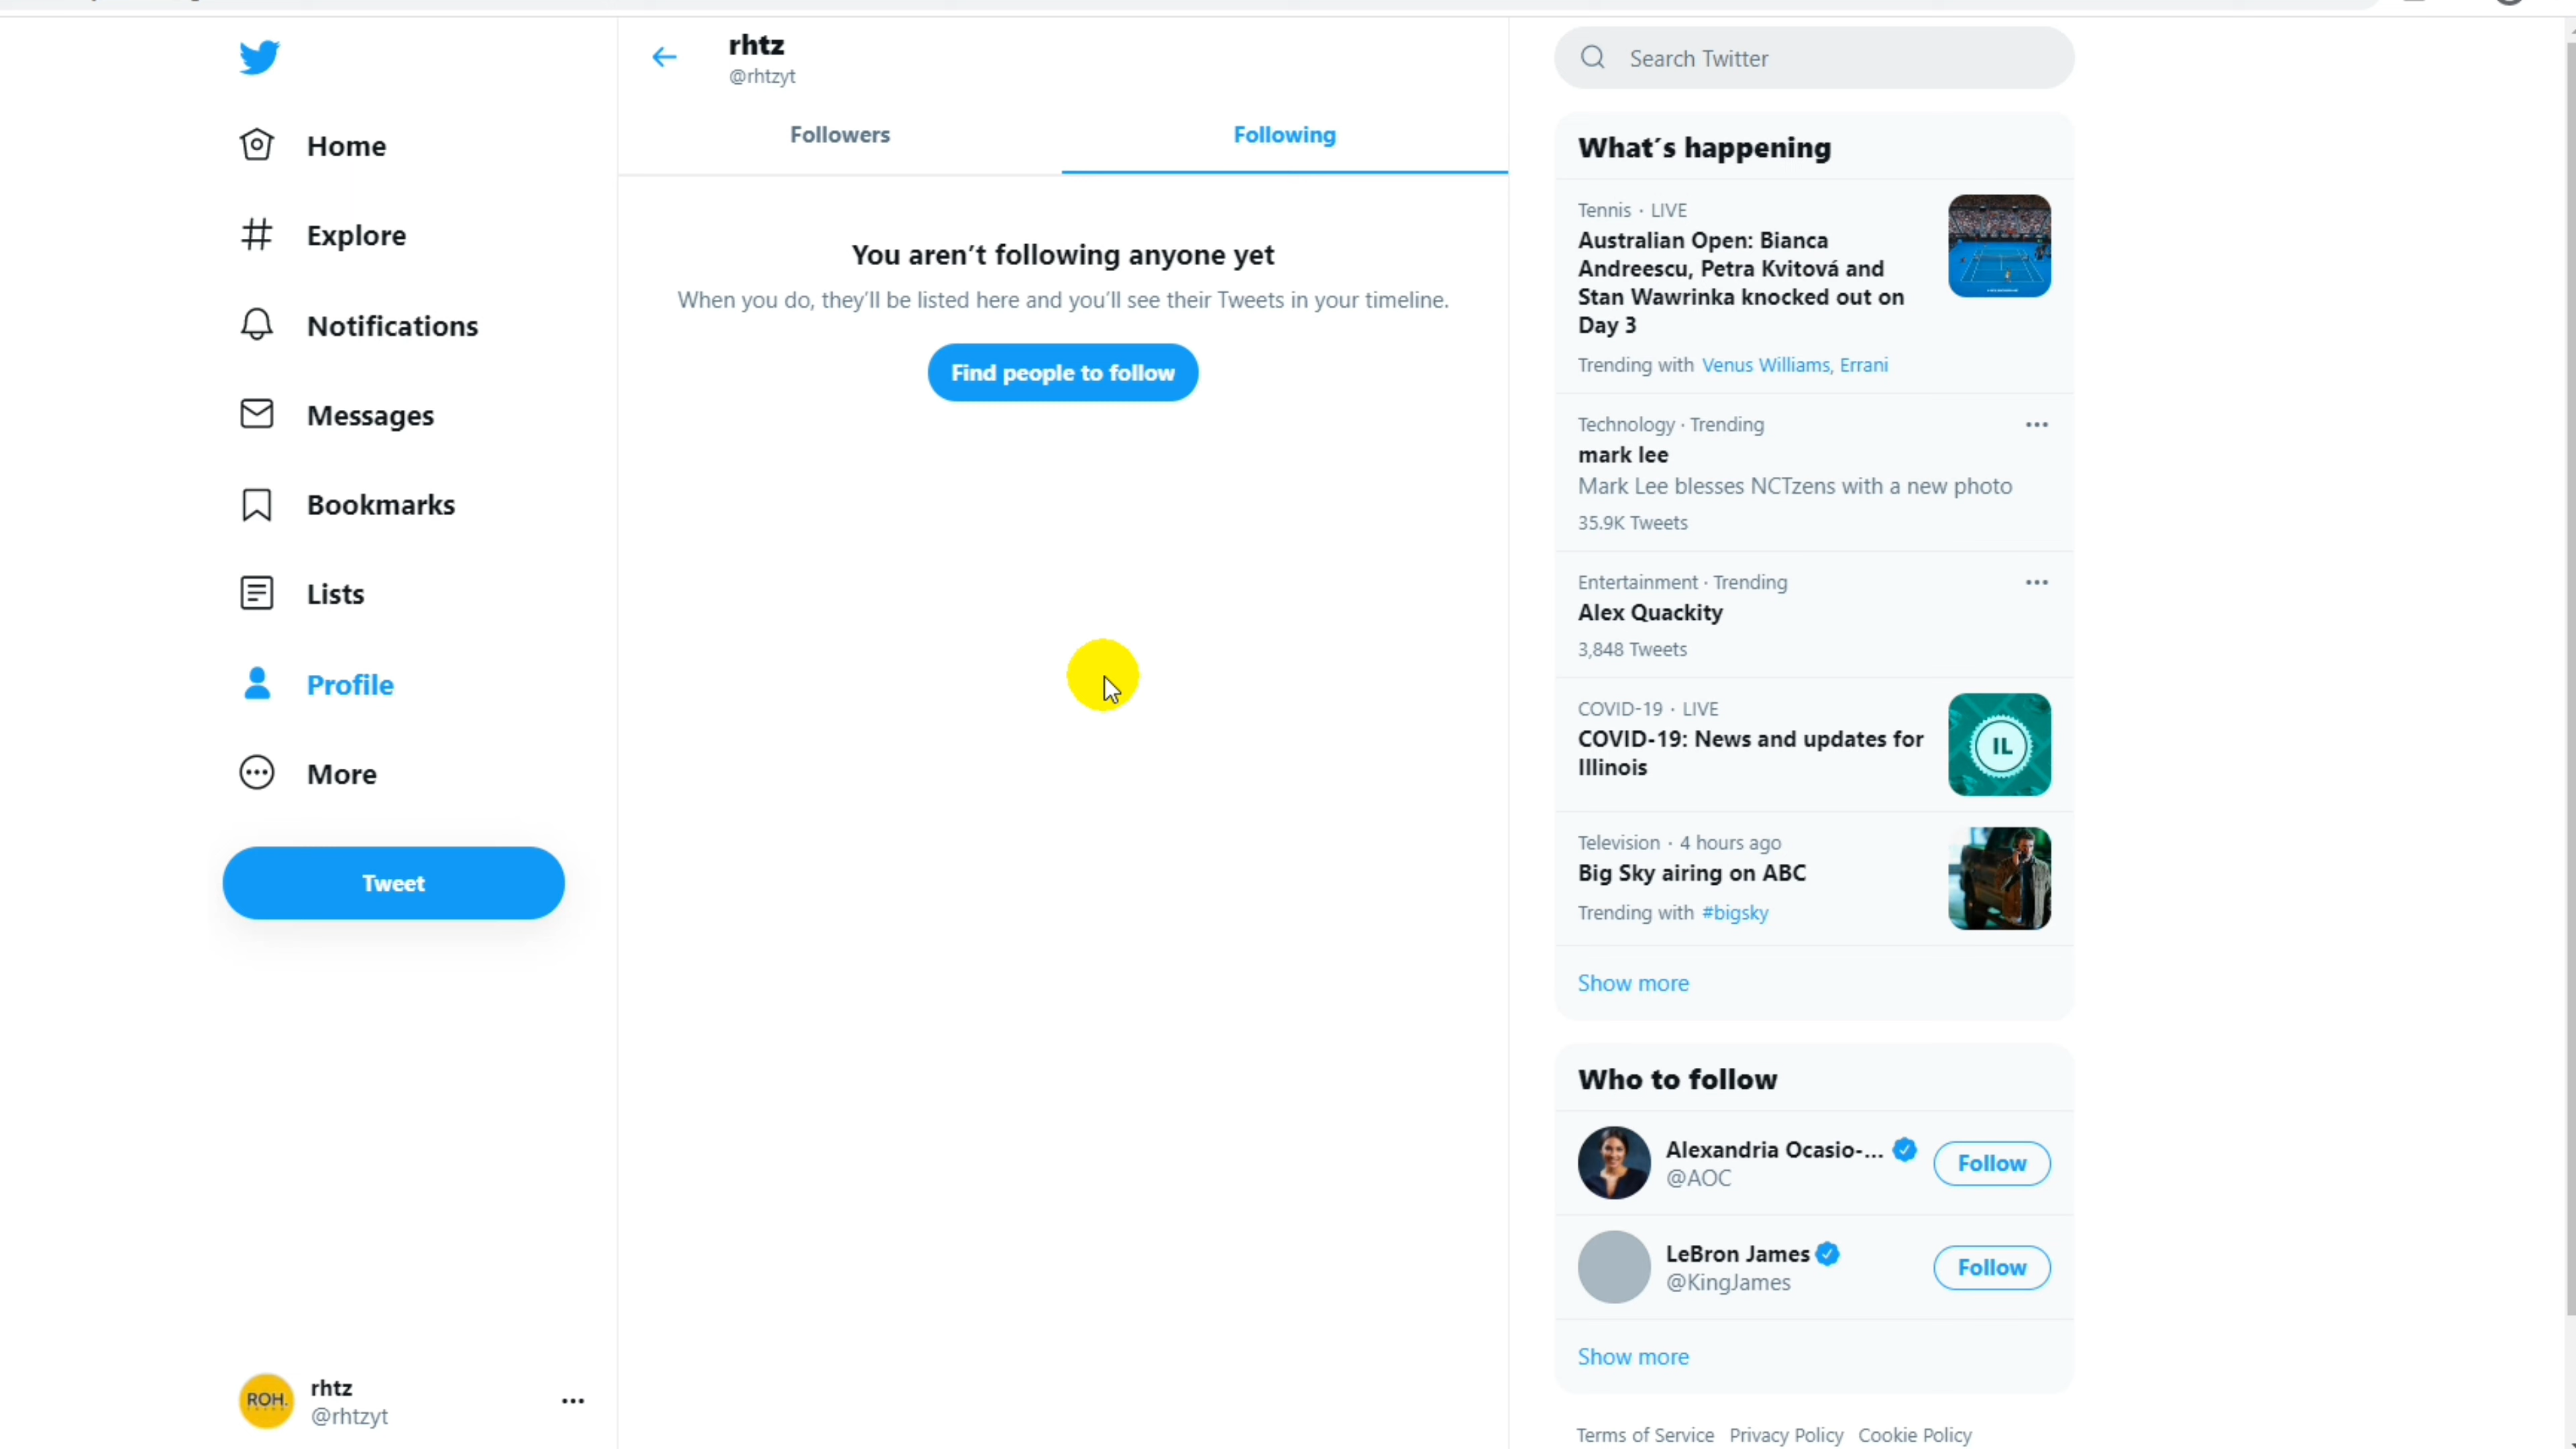 Home
Explore
Notifications
Messages
Bookmarks
Lists
Profile
More
Tweet
rhtz
@rhtzyt
rhtz
@rhtzyt
Followers
Following
You aren't following anyone yet
When you do, they'll be listed here and you'll see their Tweets in your timeline.
Find people to follow
Search Twitter
What´s happening
Tennis · LIVE
Australian Open: Bianca
Andreescu, Petra Kvitová and
Stan Wawrinka knocked out on
Day 3
Trending with Venus Williams, Errani
Technology · Trending
mark lee
Mark Lee blesses NCTzens with a new photo
35.9K Tweets
Entertainment · Trending
Alex Quackity
3,848 Tweets
COVID-19 · LIVE
COVID-19: News and updates for
Illinois
IL
Television · 4 hours ago
Big Sky airing on ABC
Trending with #bigsky
Show more
Who to follow
Alexandria Ocasio-...
@AOC
Follow
LeBron James
@KingJames
Follow
Show more
Terms of Service Privacy Policy Cookie Policy
ROH.